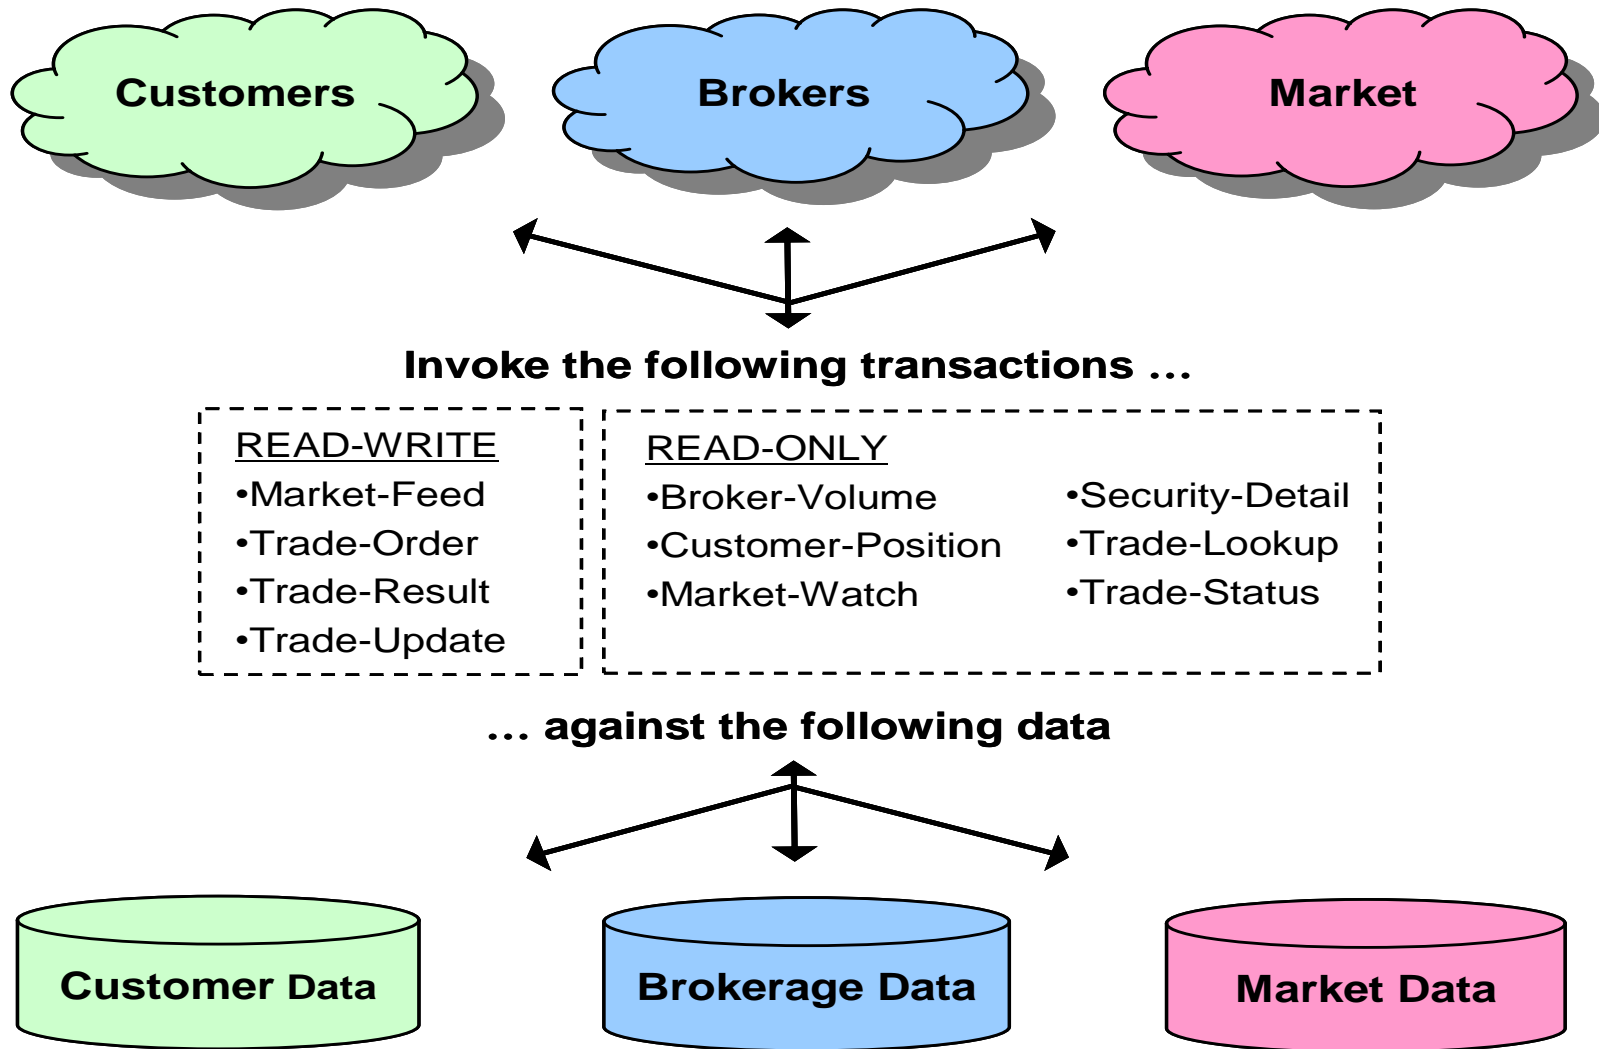 Customers
Brokers
Market
Invoke the following transactions ...
READ-WRITE
•Market-Feed
•Trade-Order
•Trade-Result
•Trade-Update
READ-ONLY
•Broker-Volume
•Customer-Position
•Market-Watch
•Security-Detail
•Trade-Lookup
•Trade-Status
... against the following data
Customer Data
Brokerage Data
Market Data